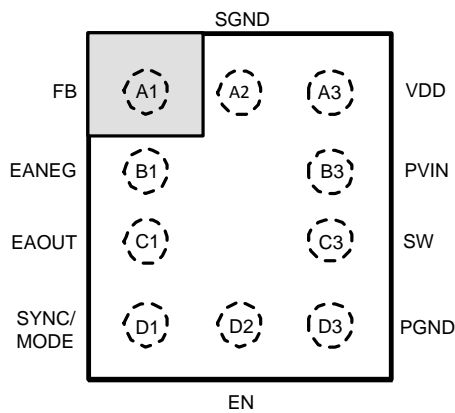 SGND
FB A1 A2 A3 VDD
EANEG B1 B3 PVIN
EAOUT C1 C3 SW
SYNC/
MODE D1 D2 D3 PGND
EN